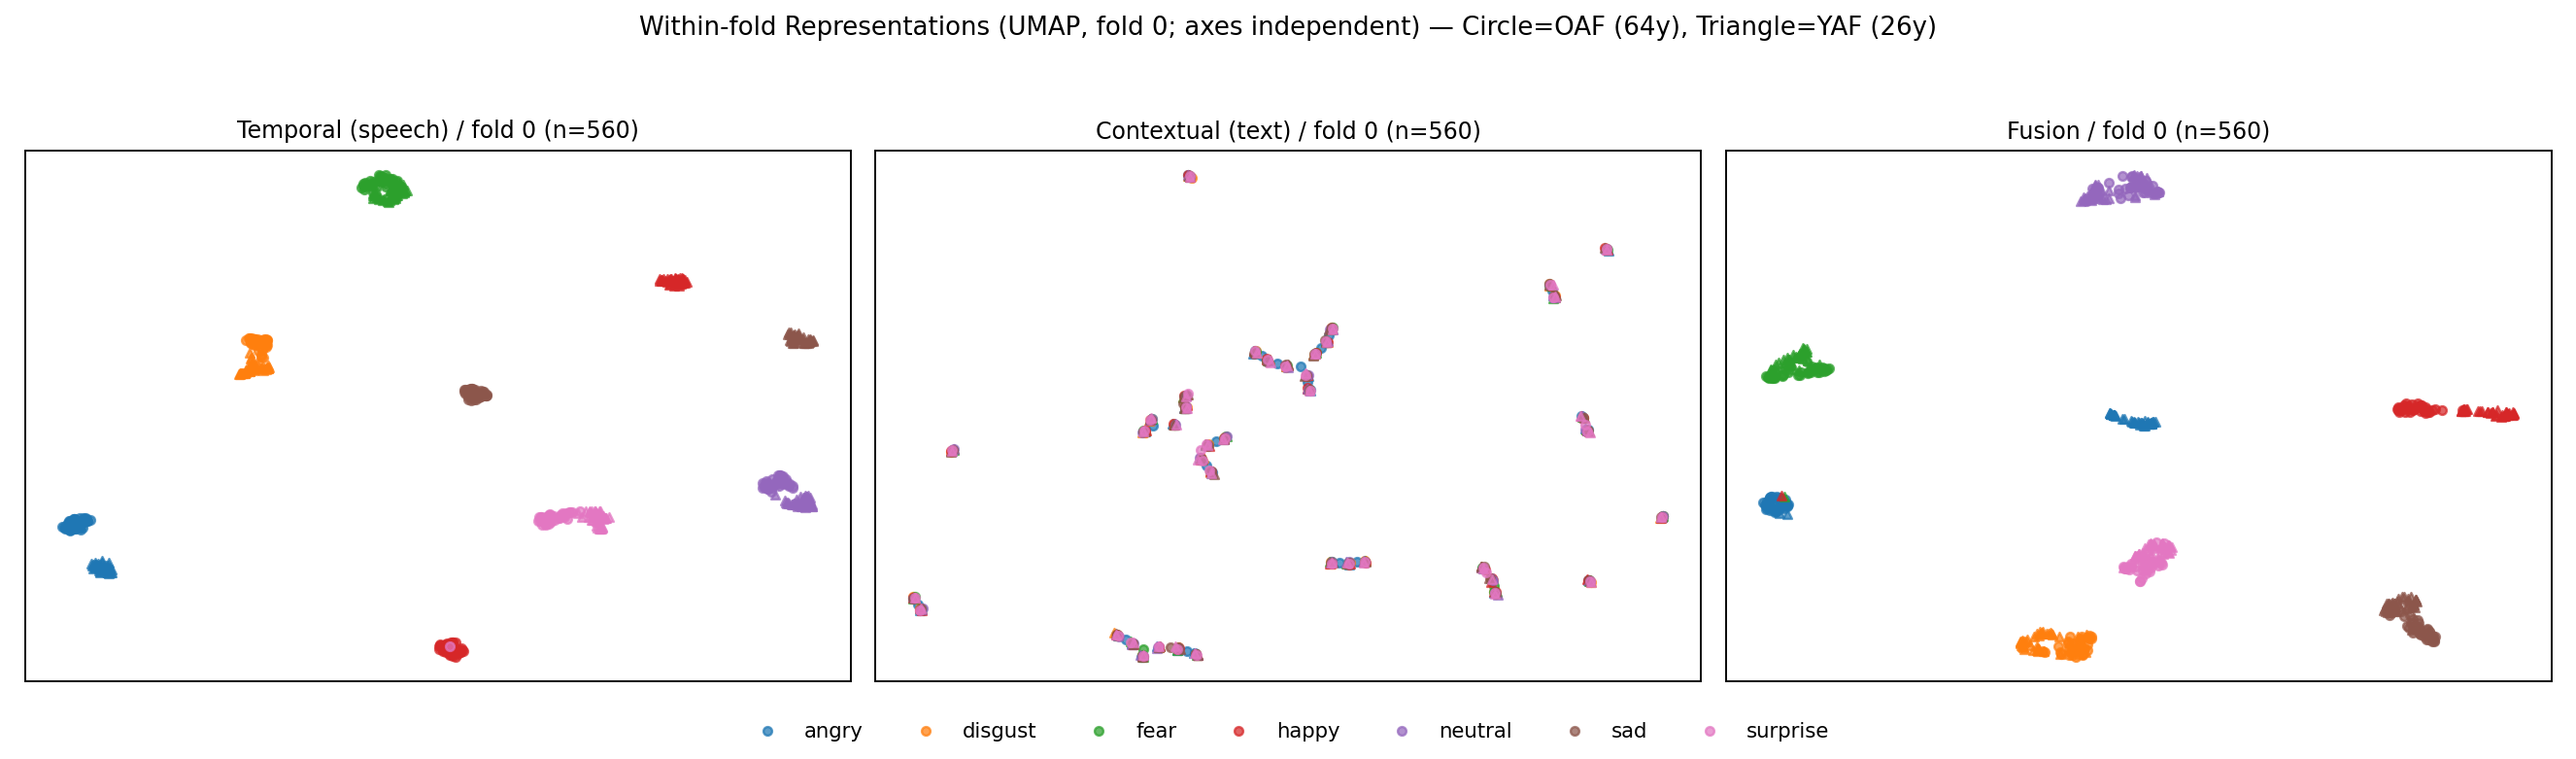 Within-fold Representations (UMAP, fold 0; axes independent) — Circle=OAF (64y), Triangle=YAF (26y)
Temporal (speech) / fold 0 (n=560)
Contextual (text) / fold 0 (n=560)
Fusion / fold 0 (n=560)
angry disgust fear happy neutral sad surprise